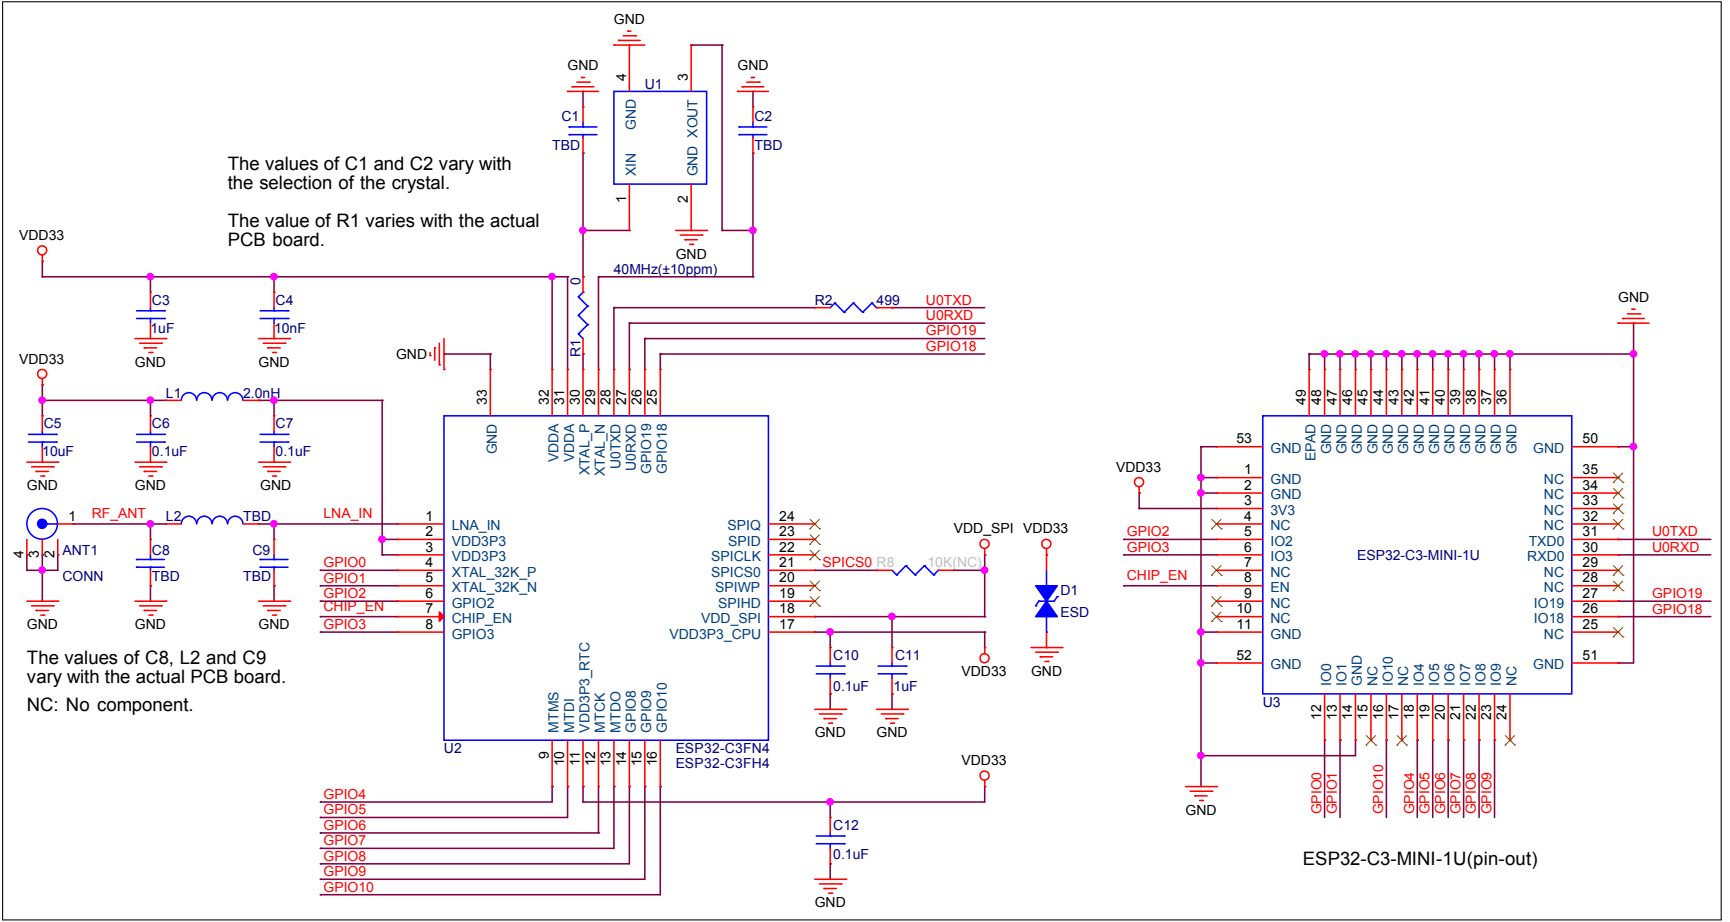 GND
GND
GND
4
3
U1
C1
TBD
GND
XOUT
XIN
GND
C2
TBD
1
2
GND
40MHz(±10ppm)
The values of C1 and C2 vary with
the selection of the crystal.
The value of R1 varies with the actual
PCB board.
VDD33
C3
1uF
GND
C4
10nF
GND
0
R1
R2
499
U0TXD
U0RXD
GPIO19
GPIO18
GND
VDD33
L1
2.0nH
C5
10uF
GND
C6
0.1uF
GND
C7
0.1uF
GND
33
32
31
30
29
28
27
26
25
GND
VDDA
VDDA
XTAL_P
XTAL_N
U0TXD
U0RXD
GPIO19
GPIO18
1
RF_ANT
L2
TBD
LNA_IN
4
3
2
ANT1
CONN
GND
C8
TBD
GND
C9
TBD
GND
The values of C8, L2 and C9
vary with the actual PCB board.
NC: No component.
GPIO0
GPIO1
GPIO2
CHIP_EN
GPIO3
1
2
3
4
5
6
7
8
LNA_IN
VDD3P3
VDD3P3
XTAL_32K_P
XTAL_32K_N
GPIO2
CHIP_EN
GPIO3
SPIQ
SPID
SPICLK
SPICS0
SPIWP
SPIHD
VDD_SPI
VDD3P3_CPU
24
23
22
21
20
19
18
17
SPICS0
R8
10K(NC)
VDD_SPI
VDD33
D1
ESD
GND
C10
0.1uF
GND
C11
1uF
GND
VDD33
MTMS
MTDI
VDD3P3_RTC
MTCK
MTDO
GPIO8
GPIO9
GPIO10
U2
ESP32-C3FN4
ESP32-C3FH4
9
10
11
12
13
14
15
16
GPIO4
GPIO5
GPIO6
GPIO7
GPIO8
GPIO9
GPIO10
VDD33
C12
0.1uF
GND
GND
49
48
47
46
45
44
43
42
41
40
39
38
37
36
EPAD
GND
GND
GND
GND
GND
GND
GND
GND
GND
GND
GND
GND
GND
VDD33
GPIO2
GPIO3
CHIP_EN
53
1
2
3
4
5
6
7
8
9
10
11
52
GND
GND
GND
3V3
NC
IO2
IO3
NC
EN
NC
NC
GND
GND
ESP32-C3-MINI-1U
GND
NC
NC
NC
NC
TXD0
RXD0
NC
NC
IO19
IO18
NC
GND
50
35
34
33
32
31
30
29
28
27
26
25
51
U0TXD
U0RXD
GPIO19
GPIO18
IO0
IO1
GND
NC
IO10
NC
IO4
IO5
IO6
IO7
IO8
IO9
NC
U3
12
13
14
15
16
17
18
19
20
21
22
23
24
GPIO0
GPIO1
GPIO10
GPIO4
GPIO5
GPIO6
GPIO7
GPIO8
GPIO9
GND
ESP32-C3-MINI-1U(pin-out)